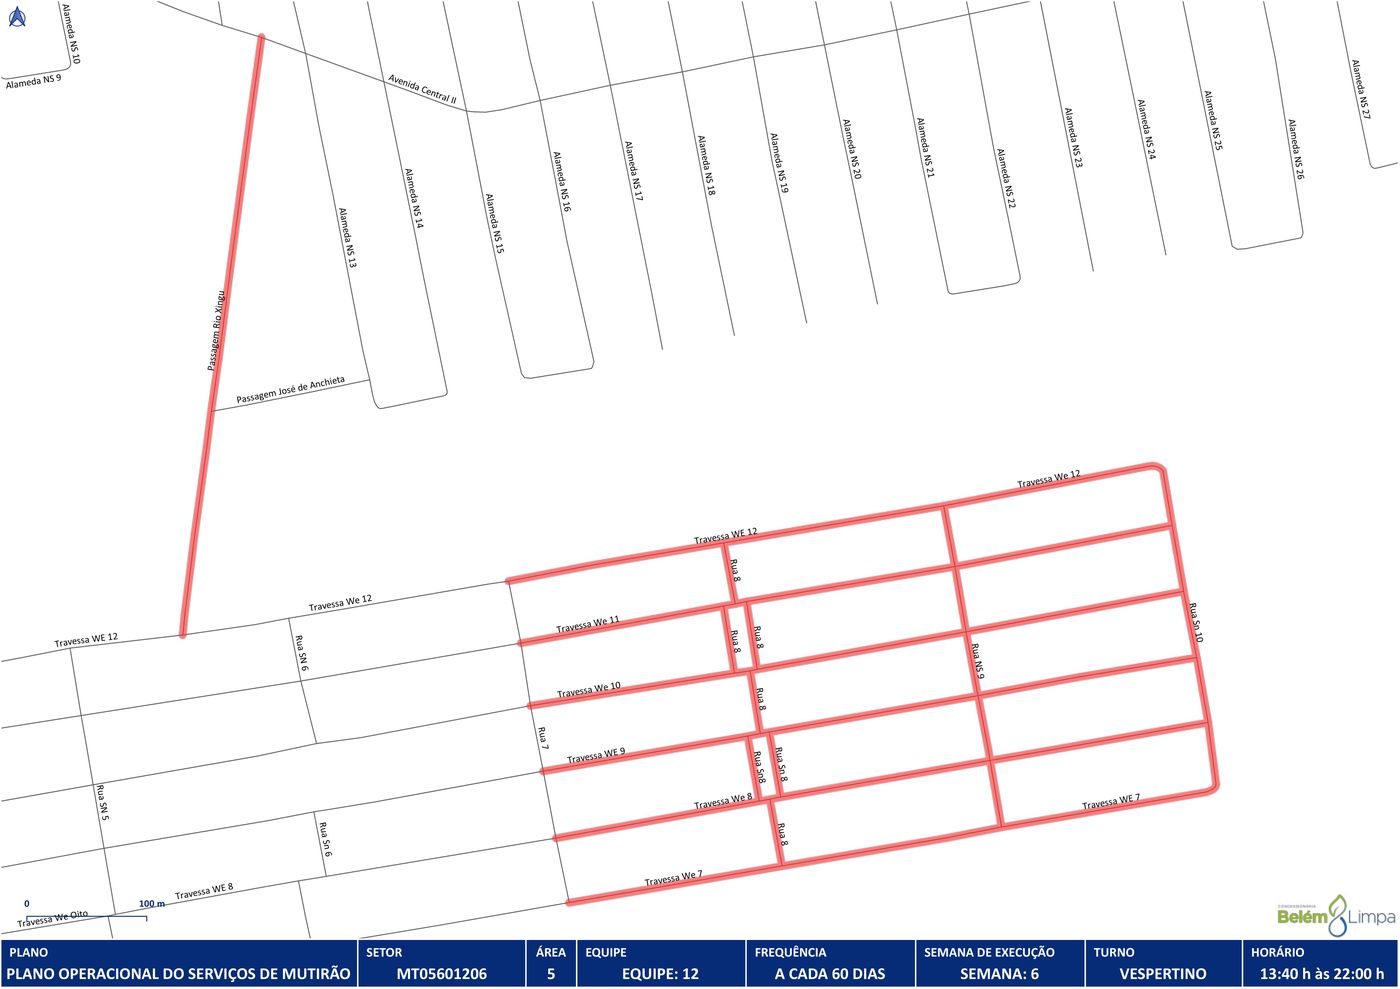 Alameda NS 10
Alameda NS 9
Avenida Central II
Alameda NS 13
Alameda NS 14
Alameda NS 15
Alameda NS 16
Alameda NS 17
Alameda NS 18
Alameda NS 19
Alameda NS 20
Alameda NS 21
Alameda NS 22
Alameda NS 23
Alameda NS 24
Alameda NS 25
Alameda NS 26
Alameda NS 27
Passagem Rio Xingu
Passagem José de Anchieta
Travessa We 12
Travessa WE 12
Travessa We 12
Travessa WE 12
Rua 8
Travessa We 11
Rua SN 6
Rua 8
Rua 8
Rua Sn 10
Rua NS 9
Travessa We 10
Rua 8
Rua 7
Travessa WE 9
Rua Sn8
Rua Sn 8
Rua SN 5
Travessa We 8
Travessa WE 7
Rua Sn 6
Rua 8
Travessa We 7
Travessa WE 8
Travessa We Oito
0 100 m
CONCESSIONÁRIA
Belém Limpa
PLANO
PLANO OPERACIONAL DO SERVIÇOS DE MUTIRÃO
SETOR
MT05601206
ÁREA
5
EQUIPE
EQUIPE: 12
FREQUÊNCIA
A CADA 60 DIAS
SEMANA DE EXECUÇÃO
SEMANA: 6
TURNO
VESPERTINO
HORÁRIO
13:40 h às 22:00 h